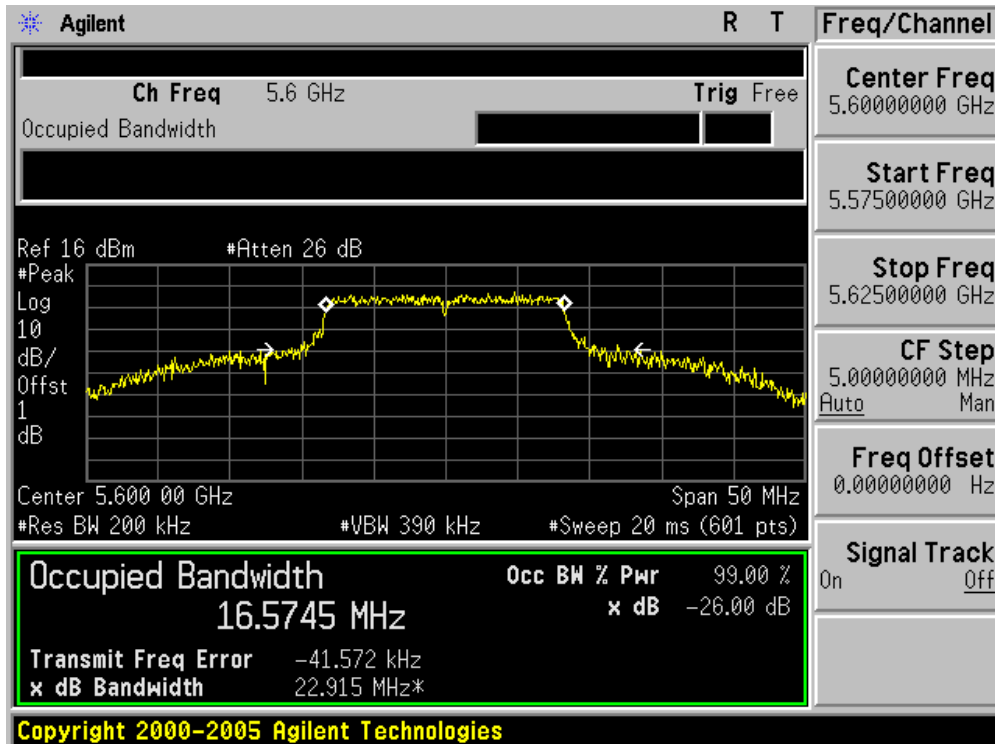 Agilent R T
Ch Freq 5.6 GHz Trig Free
Occupied Bandwidth
Ref 16 dBm #Atten 26 dB
#Peak
Log
10
dB/
Offst
1
dB
Center 5.600 00 GHz Span 50 MHz
#Res BW 200 kHz #VBW 390 kHz #Sweep 20 ms (601 pts)
Occupied Bandwidth Occ BW % Pwr 99.00 %
16.5745 MHz x dB -26.00 dB
Transmit Freq Error -41.572 kHz
x dB Bandwidth 22.915 MHz*
Copyright 2000-2005 Agilent Technologies
Freq/Channel
Center Freq
5.60000000 GHz
Start Freq
5.57500000 GHz
Stop Freq
5.62500000 GHz
CF Step
5.00000000 MHz
Auto Man
Freq Offset
0.00000000 Hz
Signal Track
On Off